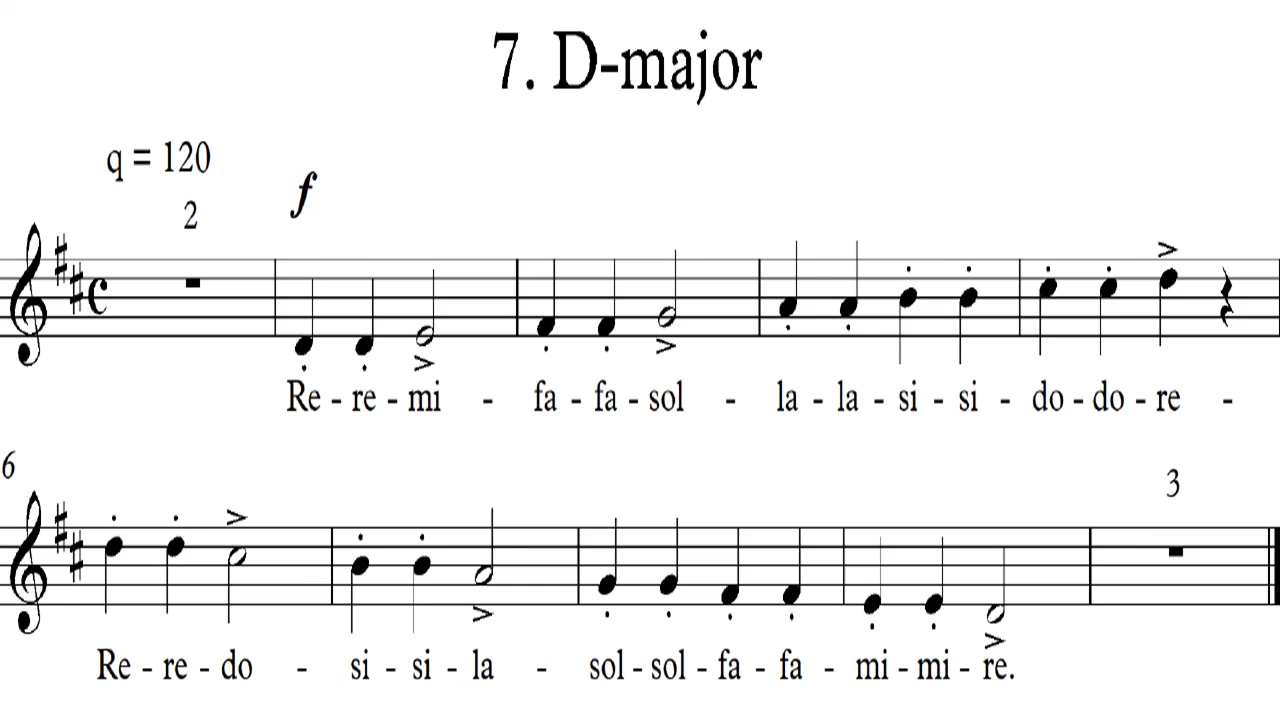 7. D-major
q = 120
2
f
Re - re - mi - fa - fa - sol - la - la - si - si - do - do - re -
6
3
Re - re - do - si - si - la - sol - sol - fa - fa - mi - mi - re.